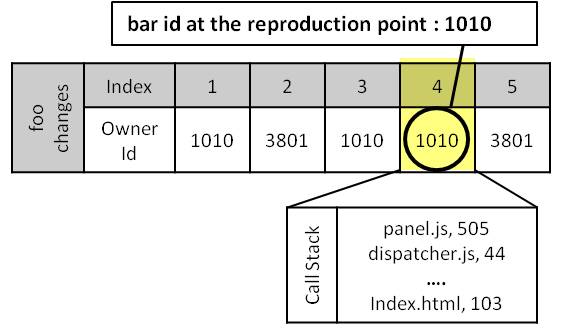 bar id at the reproduction point : 1010
foo changes
Index 1 2 3 4 5
Owner Id 1010 3801 1010 1010 3801
Call Stack
panel.js, 505
dispatcher.js, 44
....
Index.html, 103